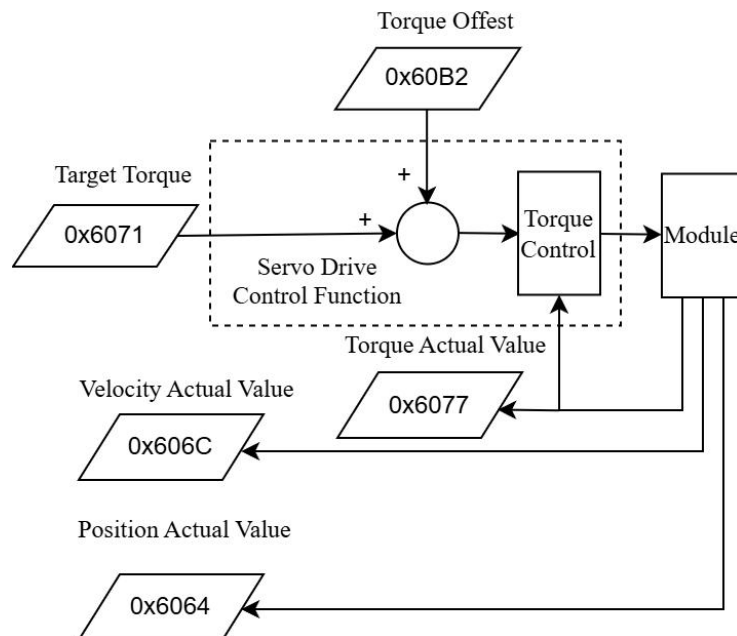 Torque Offest
0x60B2
Target Torque
+
0x6071
+
Torque
Control
Module
Servo Drive
Control Function
Torque Actual Value
Velocity Actual Value
0x6077
0x606C
Position Actual Value
0x6064